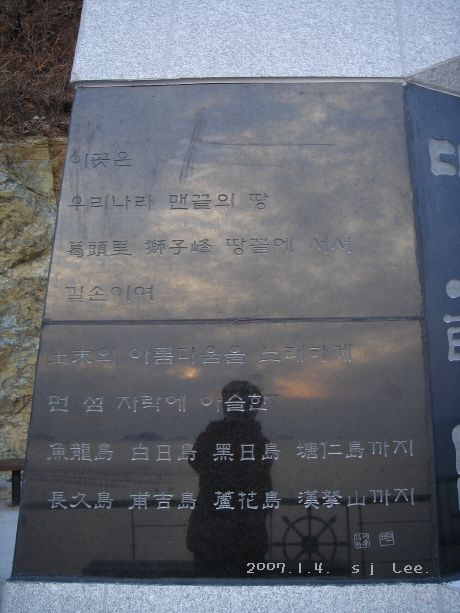 이곳은
우리나라 맨끝의 땅
葛頭里 獅子峰 땅끝에 서서
길손이여
土末의 아름다움을 노래하게
먼 섬 자락에 아슬한
魚龍島 白日島 黑日島 塘仁島까지
長久島 甫吉島 蘆花島 漢拏山까지
2007.1.4. s j Lee.